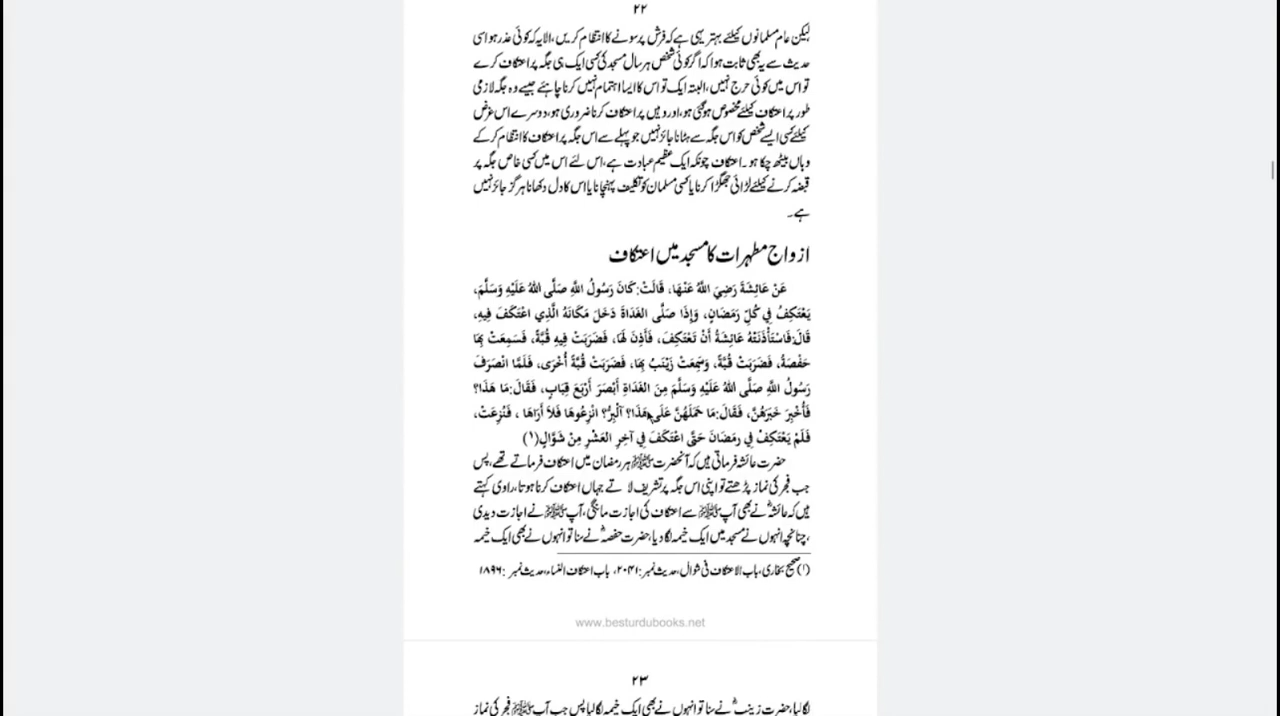 ۲۲
لیکن عام مسلمانوں کیلئے بہتر یہی ہے کہ فرش پر سونے کا انتظام کریں، الا یہ کہ کوئی عذر ہو اسی
حدیث سے یہ بھی ثابت ہوا کہ اگر کوئی شخص ہر سال مسجد کی کسی ایک ہی جگہ پر اعتکاف کرے
تو اس میں کوئی حرج نہیں، البتہ ایک تو اس کا ایسا اہتمام نہیں کرنا چاہئے جیسے وہ جگہ لازمی
طور پر اعتکاف کیلئے مخصوص ہو گئی ہو، اور وہیں پر اعتکاف کرنا ضروری ہو، دوسرے اس غرض
کیلئے کسی ایسے شخص کو اس جگہ سے ہٹانا جائز نہیں جو پہلے سے اس جگہ پر اعتکاف کا انتظام کر کے
وہاں بیٹھ چکا ہو۔ اعتکاف چونکہ ایک عظیم عبادت ہے، اس لئے اس میں کسی خاص جگہ پر
قبضہ کرنے کیلئے لڑائی جھگڑا کرنا یا کسی مسلمان کو تکلیف پہنچانا یا اس کا دل دکھانا ہر گز جائز نہیں
ہے۔
ازواج مطہرات کا مسجد میں اعتکاف
عَنْ عَائِشَةَ رَضِيَ اللَّهُ عَنْهَا، قَالَتْ: كَانَ رَسُولُ اللَّهِ صَلَّى اللهُ عَلَيْهِ وَسَلَّمَ،
يَعْتَكِفُ فِي كُلِّ رَمَضَانٍ، وَإِذَا صَلَّى الغَدَاةَ دَخَلَ مَكَانَهُ الَّذِي اعْتَكَفَ فِيهِ،
قَالَ: فَاسْتَأْذَنَتْهُ عَائِشَةُ أَنْ تَعْتَكِفَ، فَأَذِنَ لَهَا، فَضَرَبَتْ فِيهِ قُبَّةً، فَسَمِعَتْ بِهَا
حَفْصَةُ، فَضَرَبَتْ قُبَّةً، وَسَمِعَتْ زَيْنَبُ بِهَا، فَضَرَبَتْ قُبَّةً أُخْرَى، فَلَمَّا انْصَرَفَ
رَسُولُ اللَّهِ صَلَّى اللهُ عَلَيْهِ وَسَلَّمَ مِنَ الغَدَاةِ أَبْصَرَ أَرْبَعَ قِبَابٍ، فَقَالَ: مَا هَذَا؟
فَأُخْبِرَ خَبَرَهُنَّ، فَقَالَ: مَا حَمَلَهُنَّ عَلَى هَذَا؟ آلْبِرُّ؟ انْزِعُوهَا فَلاَ أَرَاهَا ، فَنُزِعَتْ،
فَلَمْ يَعْتَكِفْ فِي رمَضَانَ حَتَّى اعْتَكَفَ فِي آخِرِ العَشْرِ مِنْ شَوَّالٍ(۱)
حضرت عائشہ فرماتی ہیں کہ آنحضرت ﷺ ہر رمضان میں اعتکاف فرماتے تھے، پس
جب فجر کی نماز پڑھتے تو اپنی اس جگہ پر تشریف لاتے جہاں اعتکاف کرنا ہوتا، راوی کہتے
ہیں کہ عائشہؓ نے بھی آپ ﷺ سے اعتکاف کی اجازت مانگی، آپ ﷺ نے اجازت دیدی
، چنانچہ انہوں نے مسجد میں ایک خیمہ لگا دیا، حضرت حفصہؓ نے سنا تو انہوں نے بھی ایک خیمہ
(۱) صحیح بخاری، باب الاعتکاف فی شوال، حدیث نمبر: ۲۰۴۱، باب اعتکاف النساء، حدیث نمبر: ۱۸۹۶
www.besturdubooks.net
۲۳
لگا لیا، حضرت زینبؓ نے سنا تو انہوں نے بھی ایک خیمہ لگا لیا پس جب آپ ﷺ فجر کی نماز